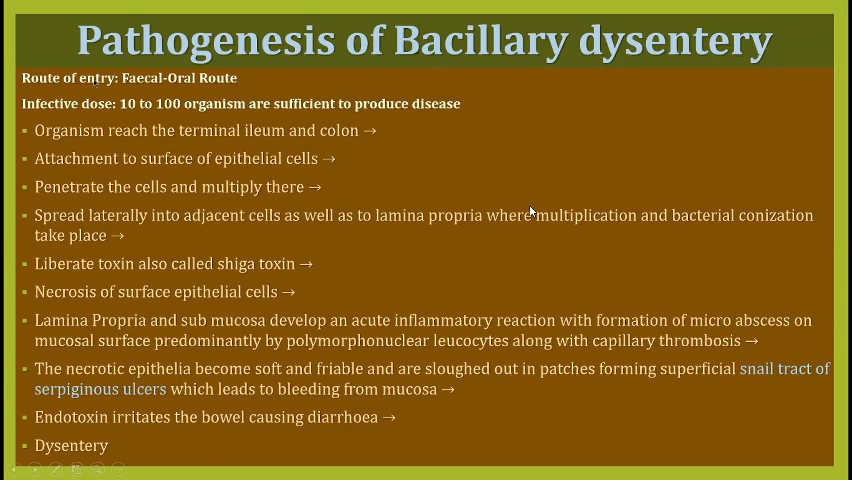 Pathogenesis of Bacillary dysentery
Route of entry: Faecal-Oral Route
Infective dose: 10 to 100 organism are sufficient to produce disease
▪ Organism reach the terminal ileum and colon →
▪ Attachment to surface of epithelial cells →
▪ Penetrate the cells and multiply there →
▪ Spread laterally into adjacent cells as well as to lamina propria where multiplication and bacterial conization
take place →
▪ Liberate toxin also called shiga toxin →
▪ Necrosis of surface epithelial cells →
▪ Lamina Propria and sub mucosa develop an acute inflammatory reaction with formation of micro abscess on
mucosal surface predominantly by polymorphonuclear leucocytes along with capillary thrombosis →
▪ The necrotic epithelia become soft and friable and are sloughed out in patches forming superficial snail tract of
serpiginous ulcers which leads to bleeding from mucosa →
▪ Endotoxin irritates the bowel causing diarrhoea →
▪ Dysentery